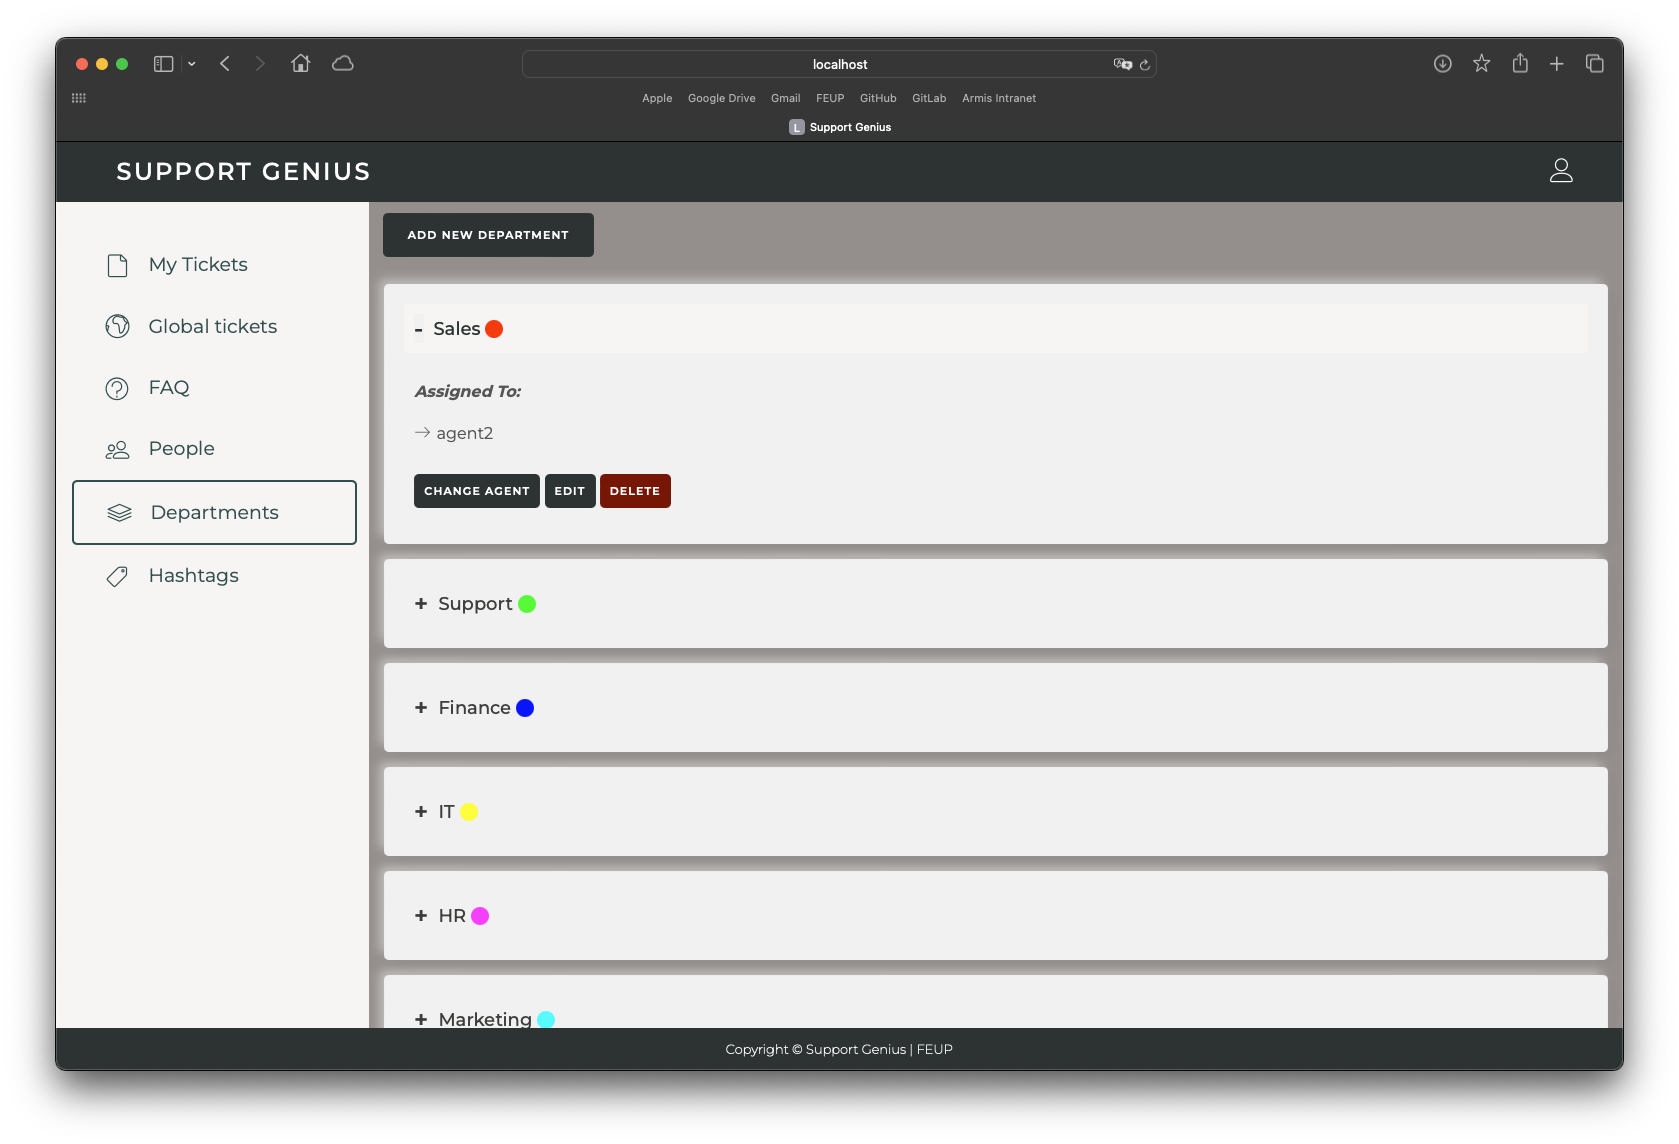 localhost
Apple Google Drive Gmail FEUP GitHub GitLab Armis Intranet
L Support Genius
SUPPORT GENIUS
My Tickets
Global tickets
FAQ
People
Departments
Hashtags
ADD NEW DEPARTMENT
- Sales
Assigned To:
→ agent2
CHANGE AGENT EDIT DELETE
+ Support
+ Finance
+ IT
+ HR
+ Marketing
Copyright © Support Genius | FEUP